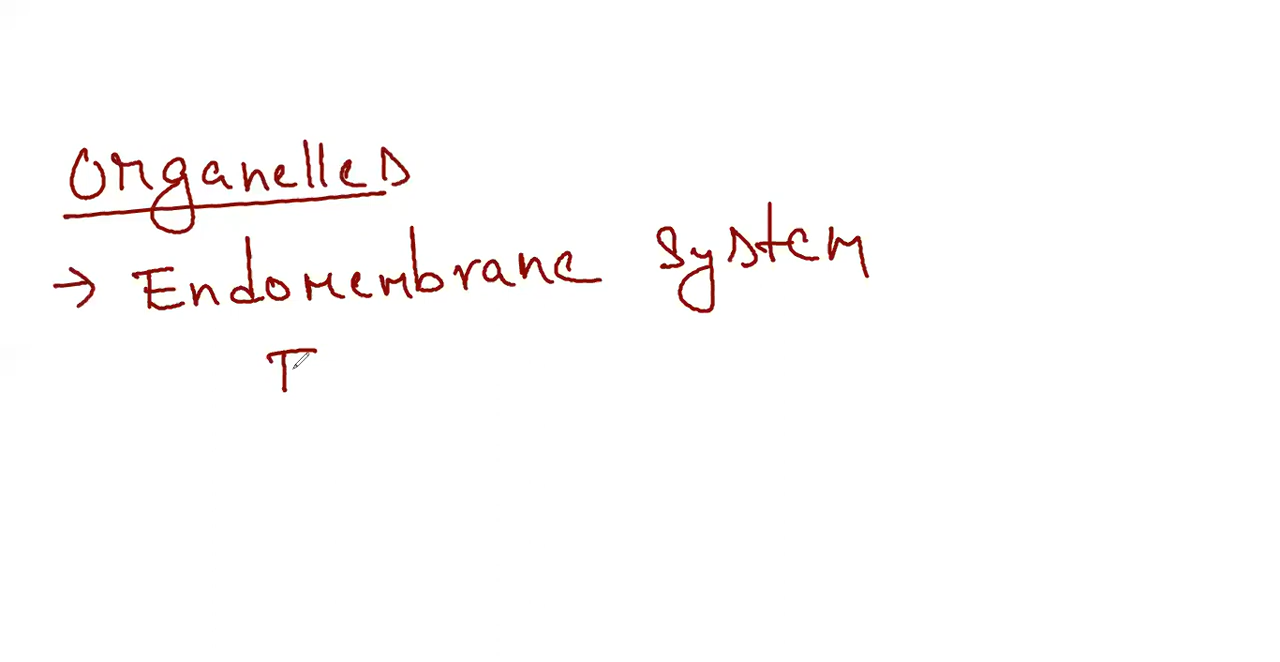 Organelles
→ Endomembrane system
T